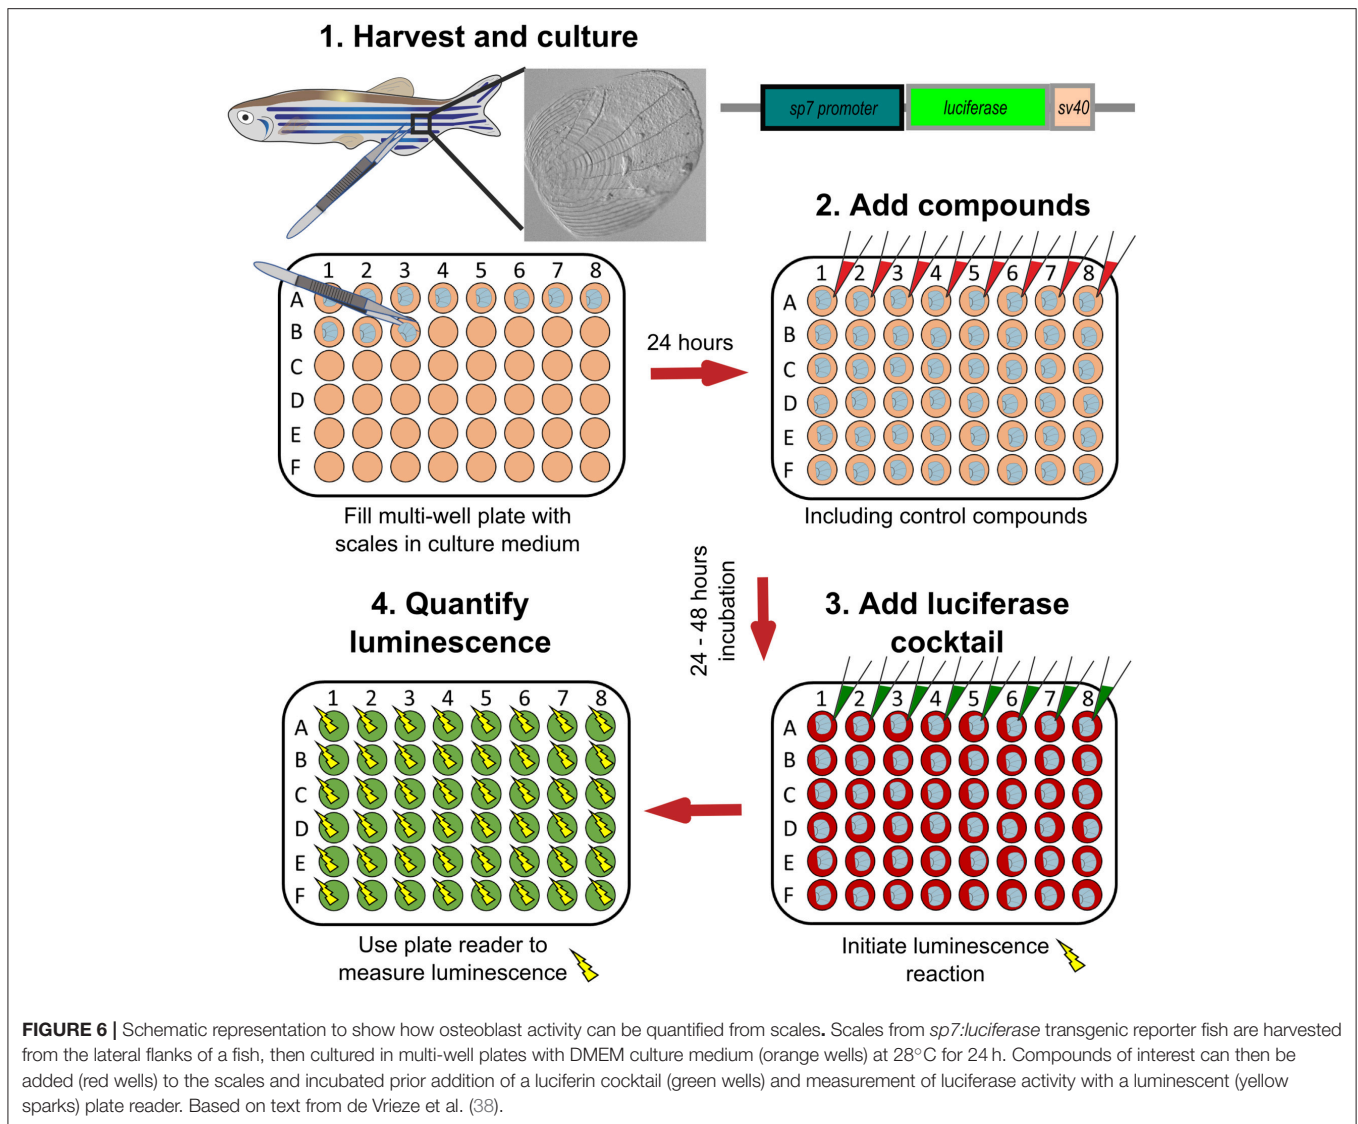 1. Harvest and culture
sp7 promoter
luciferase
sv40
1 2 3 4 5 6 7 8
A
B
C
D
E
F
Fill multi-well plate with
scales in culture medium
24 hours
2. Add compounds
1 2 3 4 5 6 7 8
A
B
C
D
E
F
Including control compounds
24 - 48 hours
incubation
3. Add luciferase
cocktail
1 2 3 4 5 6 7 8
A
B
C
D
E
F
Initiate luminescence
reaction
4. Quantify
luminescence
1 2 3 4 5 6 7 8
A
B
C
D
E
F
Use plate reader to
measure luminescence
FIGURE 6 | Schematic representation to show how osteoblast activity can be quantified from scales. Scales from sp7:luciferase transgenic reporter fish are harvested
from the lateral flanks of a fish, then cultured in multi-well plates with DMEM culture medium (orange wells) at 28°C for 24 h. Compounds of interest can then be
added (red wells) to the scales and incubated prior addition of a luciferin cocktail (green wells) and measurement of luciferase activity with a luminescent (yellow
sparks) plate reader. Based on text from de Vrieze et al. (38).